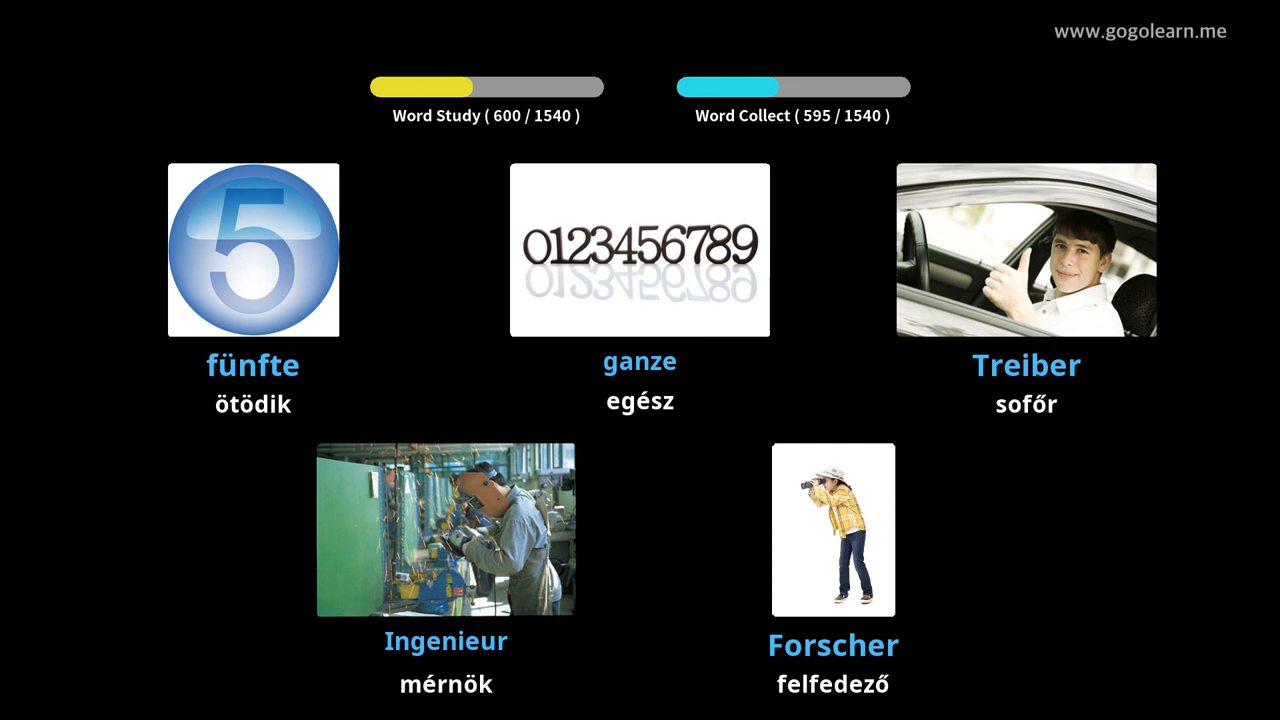 www.gogolearn.me
Word Study ( 600 / 1540 )
Word Collect ( 595 / 1540 )
5
0123456789
fünfte
ötödik
ganze
egész
Treiber
sofőr
Ingenieur
mérnök
Forscher
felfedező